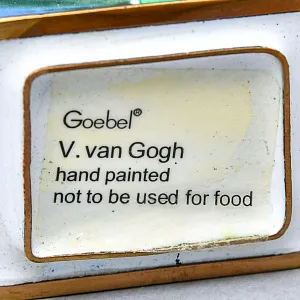 Goebel®
V. van Gogh
hand painted
not to be used for food